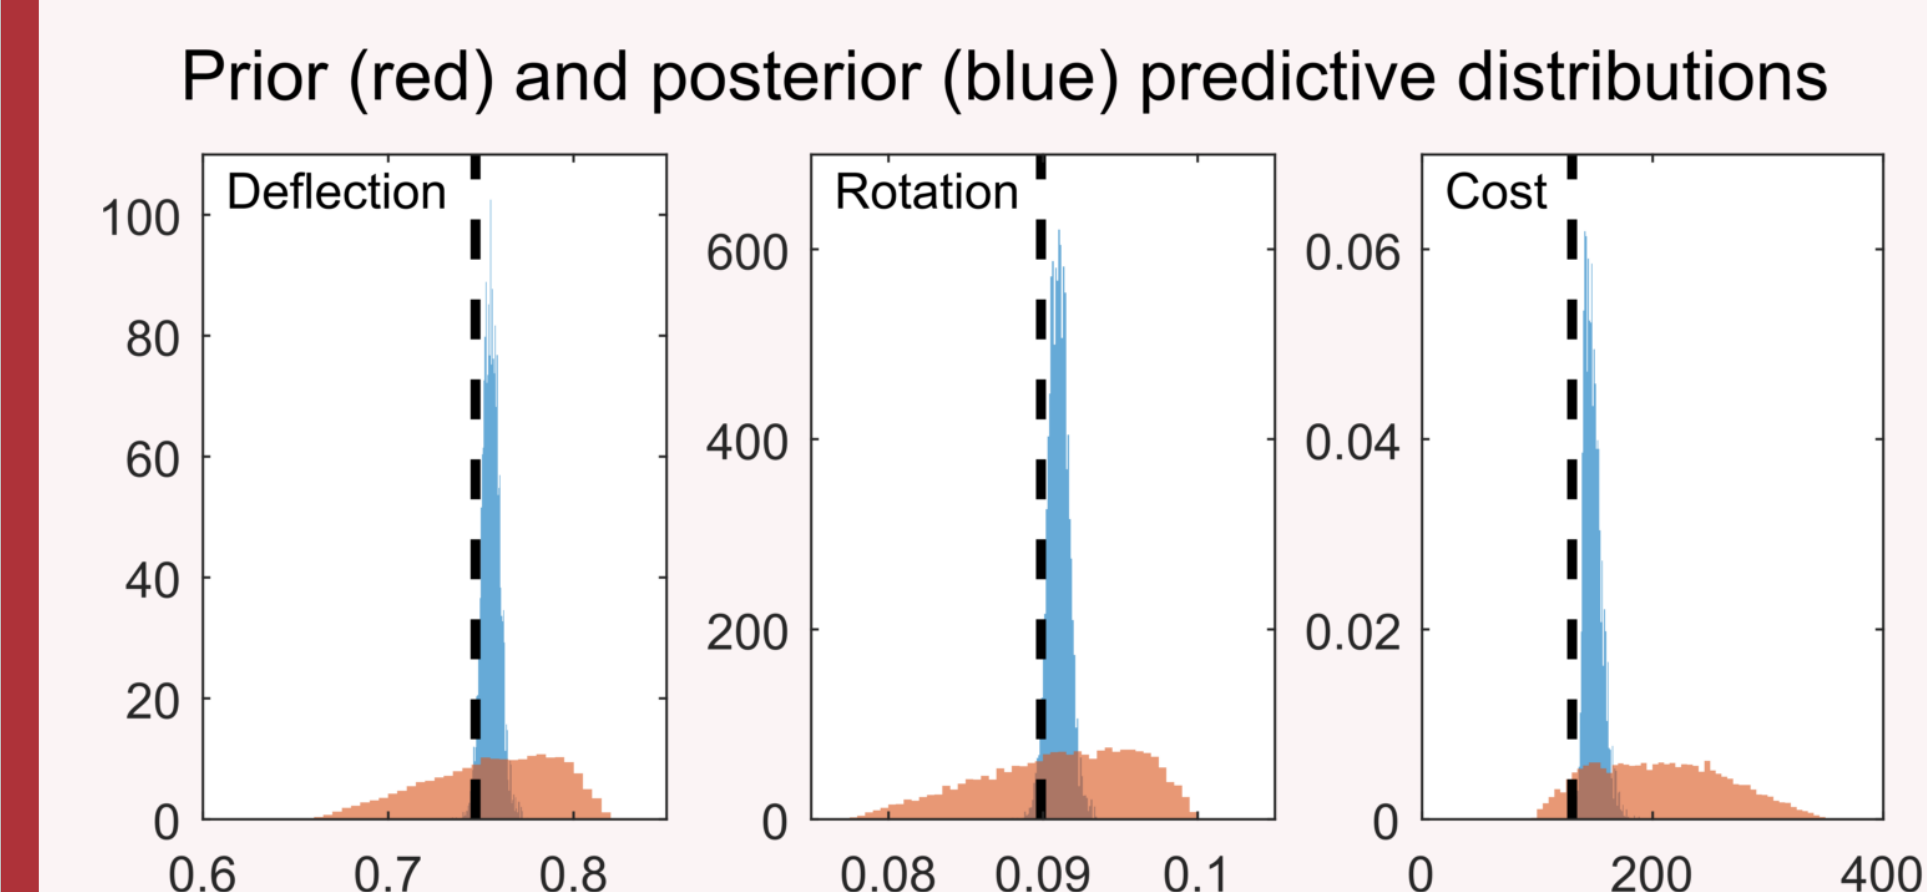 Prior (red) and posterior (blue) predictive distributions
Deflection
100
80
60
40
20
0
0.6 0.7 0.8
Rotation
600
400
200
0
0.08 0.09 0.1
Cost
0.06
0.04
0.02
0
0 200 400